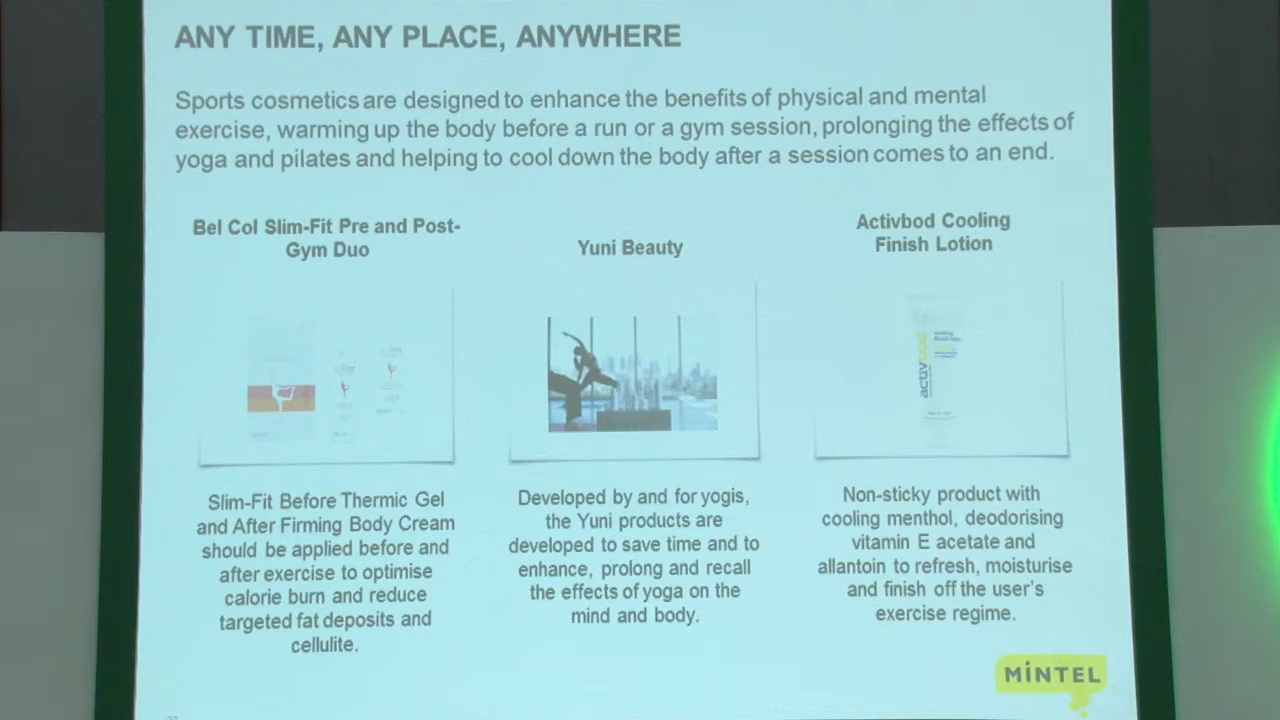 ANY TIME, ANY PLACE, ANYWHERE
Sports cosmetics are designed to enhance the benefits of physical and mental
exercise, warming up the body before a run or a gym session, prolonging the effects of
yoga and pilates and helping to cool down the body after a session comes to an end.
Bel Col Slim-Fit Pre and Post-
Gym Duo
Slim-Fit Before Thermic Gel
and After Firming Body Cream
should be applied before and
after exercise to optimise
calorie burn and reduce
targeted fat deposits and
cellulite.
Yuni Beauty
Developed by and for yogis,
the Yuni products are
developed to save time and to
enhance, prolong and recall
the effects of yoga on the
mind and body.
Activbod Cooling
Finish Lotion
activbod
Non-sticky product with
cooling menthol, deodorising
vitamin E acetate and
allantoin to refresh, moisturise
and finish off the user's
exercise regime.
MiNTEL